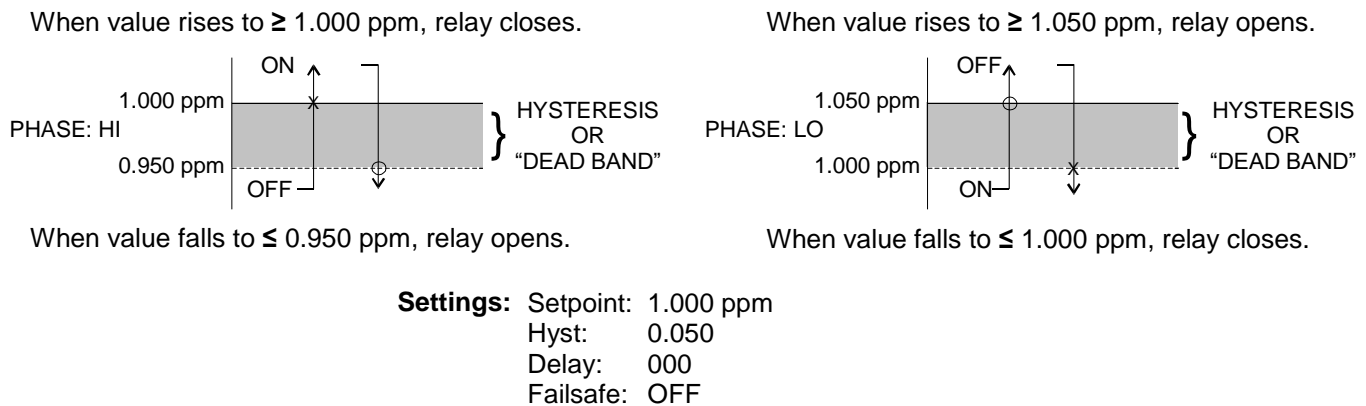 When value rises to ≥ 1.000 ppm, relay closes.
ON
1.000 ppm
PHASE: HI
0.950 ppm
OFF
} HYSTERESIS
OR
“DEAD BAND”
When value falls to ≤ 0.950 ppm, relay opens.
When value rises to ≥ 1.050 ppm, relay opens.
OFF
1.050 ppm
PHASE: LO
1.000 ppm
ON
} HYSTERESIS
OR
“DEAD BAND”
When value falls to ≤ 1.000 ppm, relay closes.
Settings: Setpoint: 1.000 ppm
Hyst: 0.050
Delay: 000
Failsafe: OFF